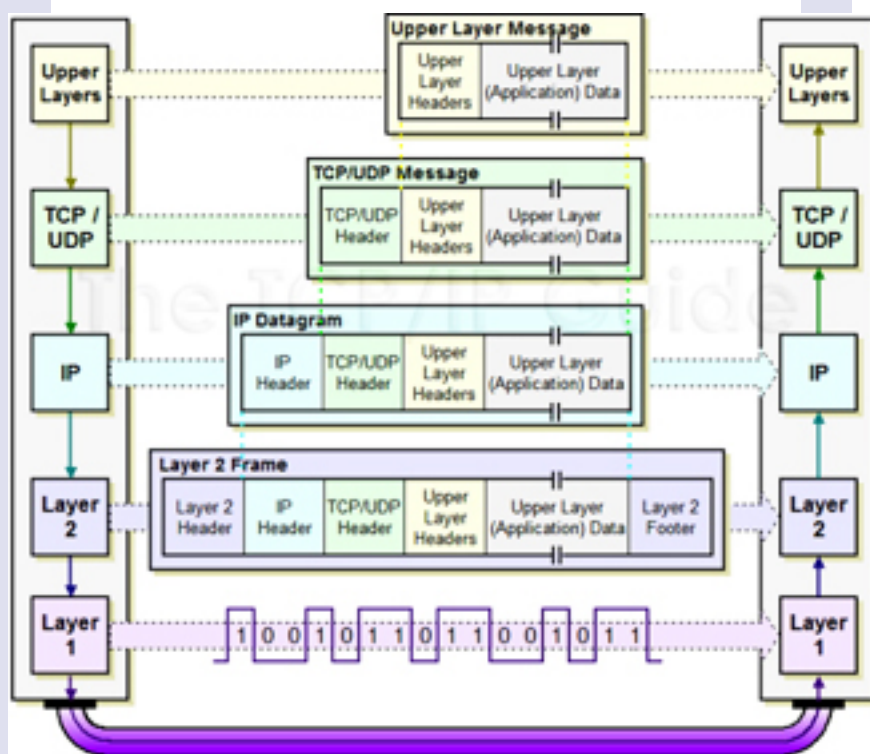 Upper Layer Message
Upper
Layers
Upper
Layer
Headers
Upper Layer
(Application) Data
Upper
Layers
TCP/UDP Message
TCP /
UDP
TCP/UDP
Header
Upper
Layer
Headers
Upper Layer
(Application) Data
TCP /
UDP
The TCP/IP Guide
IP Datagram
IP
IP
Header
TCP/UDP
Header
Upper
Layer
Headers
Upper Layer
(Application) Data
IP
Layer 2 Frame
Layer
2
Layer 2
Header
IP
Header
TCP/UDP
Header
Upper
Layer
Headers
Upper Layer
(Application) Data
Layer 2
Footer
Layer
2
Layer
1
1 0 0 1 0 1 1 0 1 1 0 0 1 0 1 1
Layer
1